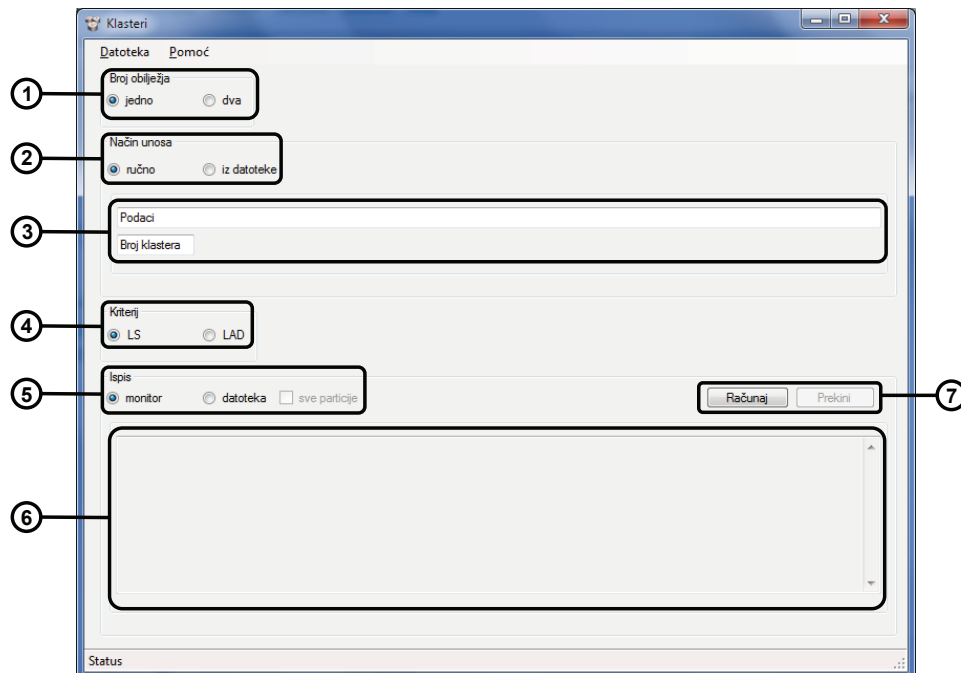 Klasteri
Datoteka Pomoć
Broj obilježja
1
jedno dva
Način unosa
2
ručno iz datoteke
Podaci
3
Broj klastera
Kriterij
4
LS LAD
Ispis
5
monitor datoteka sve particije Računaj Prekini
7
6
Status